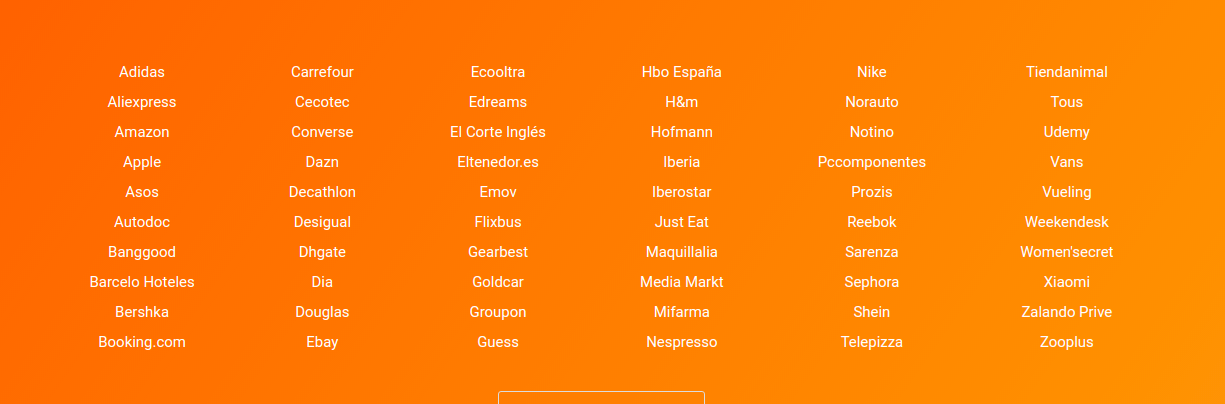 Adidas
Aliexpress
Amazon
Apple
Asos
Autodoc
Banggood
Barcelo Hoteles
Bershka
Booking.com
Carrefour
Cecotec
Converse
Dazn
Decathlon
Desigual
Dhgate
Dia
Douglas
Ebay
Ecooltra
Edreams
El Corte Inglés
Eltenedor.es
Emov
Flixbus
Gearbest
Goldcar
Groupon
Guess
Hbo España
H&m
Hofmann
Iberia
Iberostar
Just Eat
Maquillalia
Media Markt
Mifarma
Nespresso
Nike
Norauto
Notino
Pccomponentes
Prozis
Reebok
Sarenza
Sephora
Shein
Telepizza
Tiendanimal
Tous
Udemy
Vans
Vueling
Weekendesk
Women'secret
Xiaomi
Zalando Prive
Zooplus